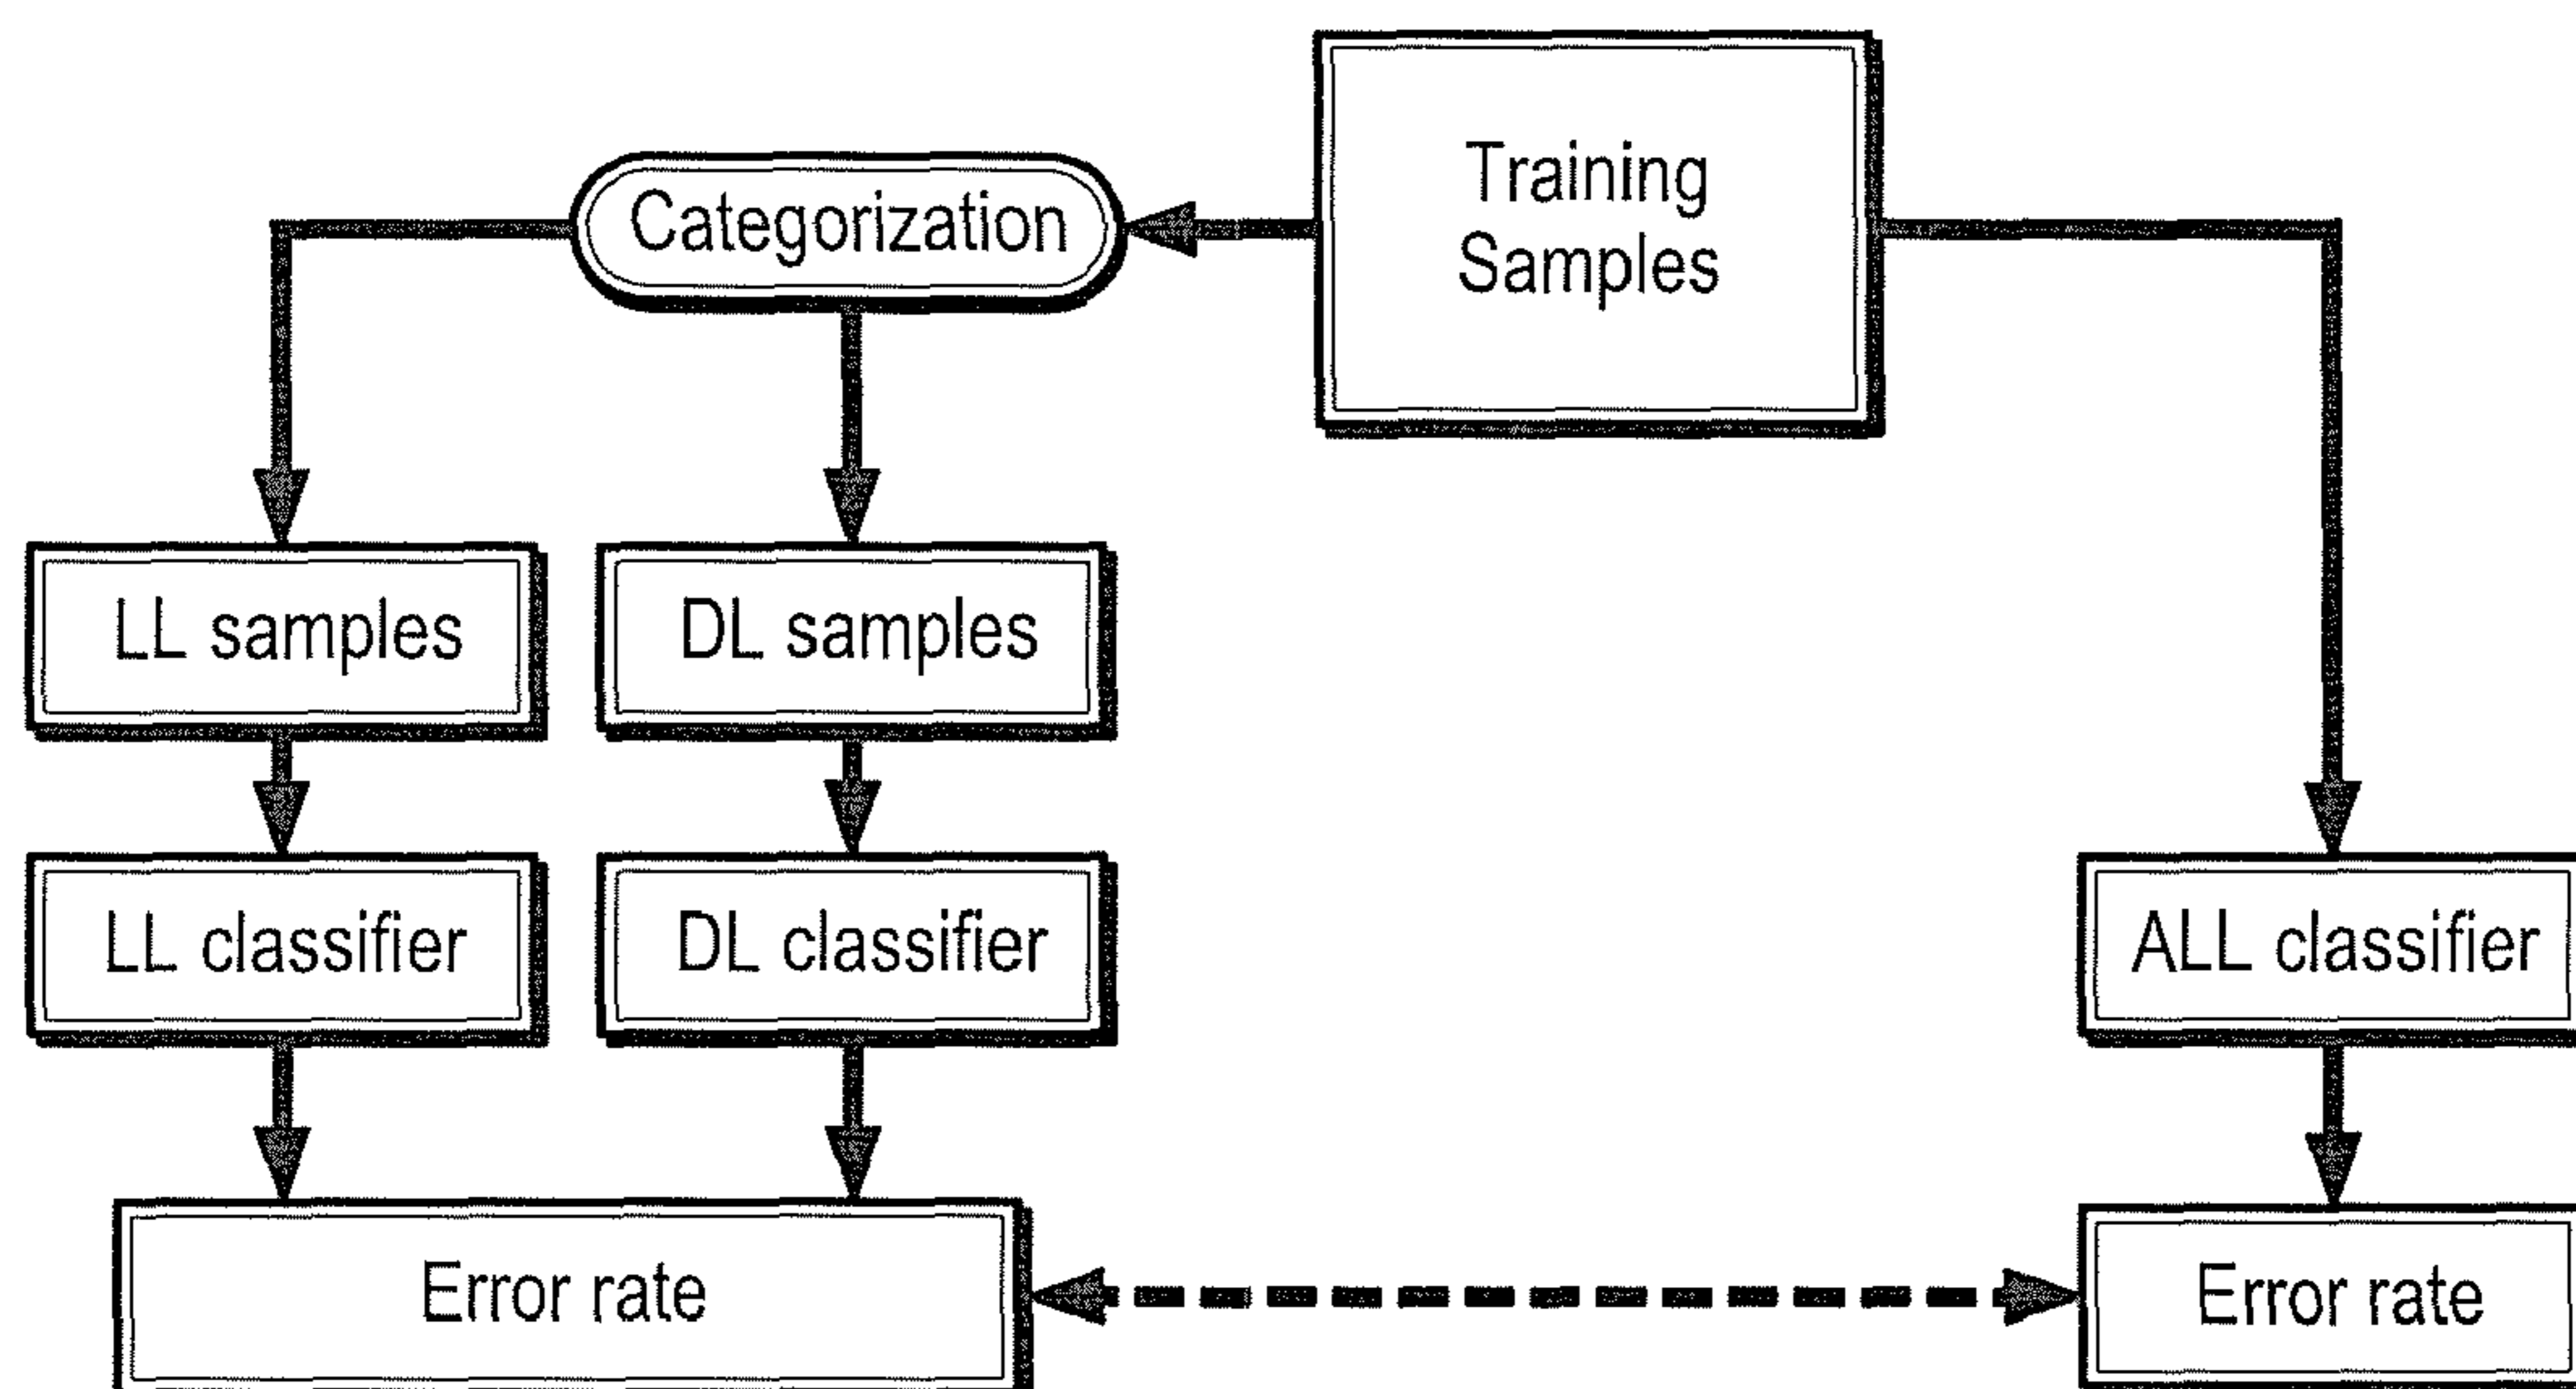 Training
Samples
Categorization
LL samples
DL samples
LL classifier
DL classifier
ALL classifier
Error rate
Error rate